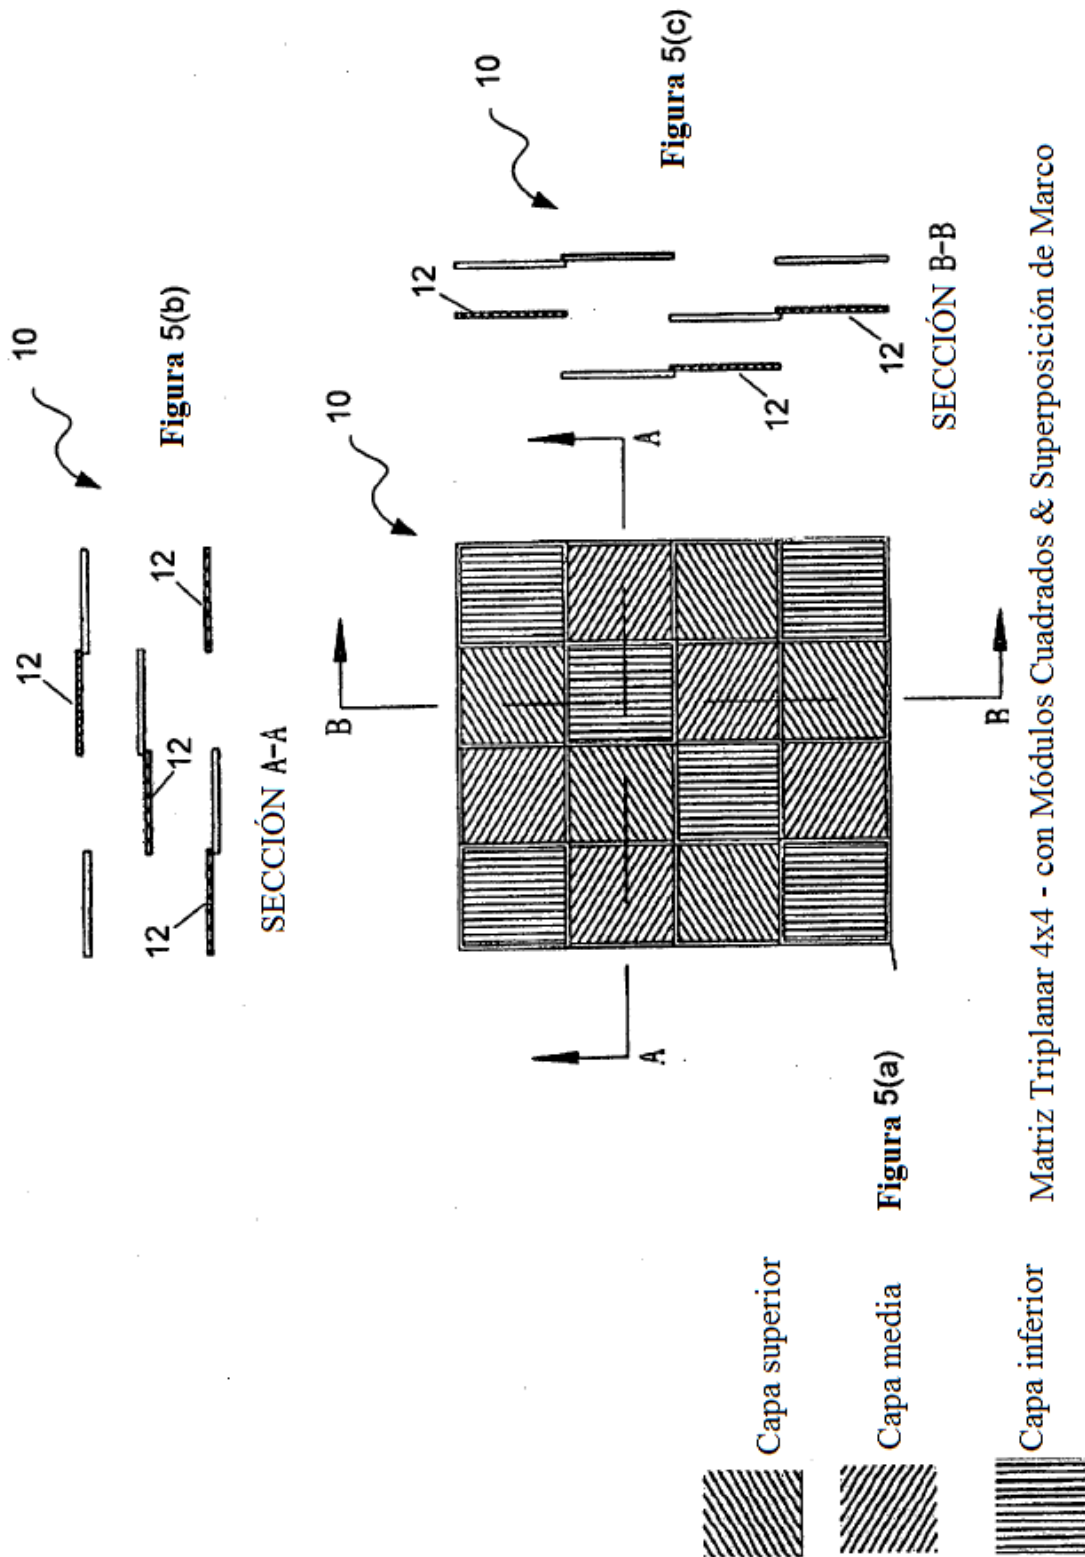 10
Figura 5(b)
12
12
12
12
SECCIÓN A-A
10
Figura 5(c)
12
12
12
SECCIÓN B-B
10
A
A
B
B
Figura 5(a)
Matriz Triplanar 4x4 - con Módulos Cuadrados & Superposición de Marco
Capa superior
Capa media
Capa inferior